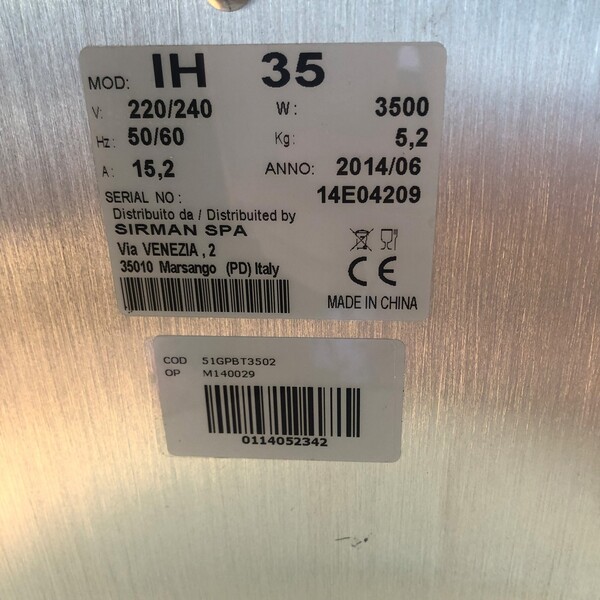 MOD: IH 35
V: 220/240 W: 3500
Hz: 50/60 Kg: 5,2
A: 15,2 ANNO: 2014/06
SERIAL NO: 14E04209
Distribuito da / Distributed by
SIRMAN SPA
Via VENEZIA , 2
35010 Marsango (PD) Italy
CE
MADE IN CHINA
COD 51GPBT3502
OP M140029
0114052342